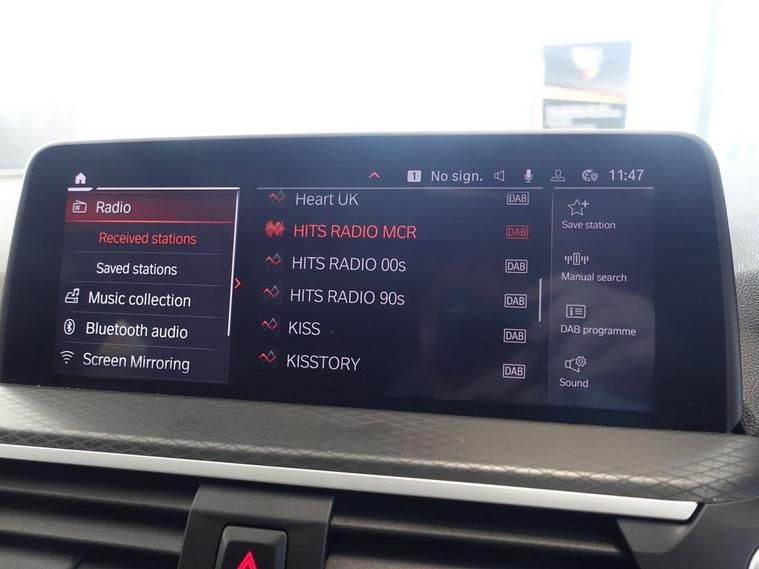 1 No sign. 11:47
Radio
Received stations
Saved stations
Music collection
Bluetooth audio
Screen Mirroring
Heart UK DAB
HITS RADIO MCR DAB
HITS RADIO 00s DAB
HITS RADIO 90s DAB
KISS DAB
KISSTORY DAB
Save station
Manual search
DAB programme
Sound